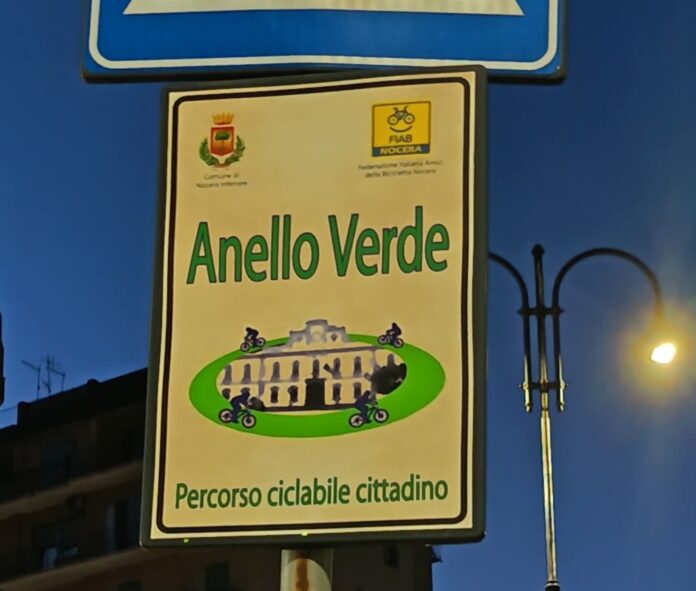 Comune di
Nocera Inferiore
FIAB
NOCERA
Federazione Italiana Amici
della Bicicletta Nocera
Anello Verde
Percorso ciclabile cittadino